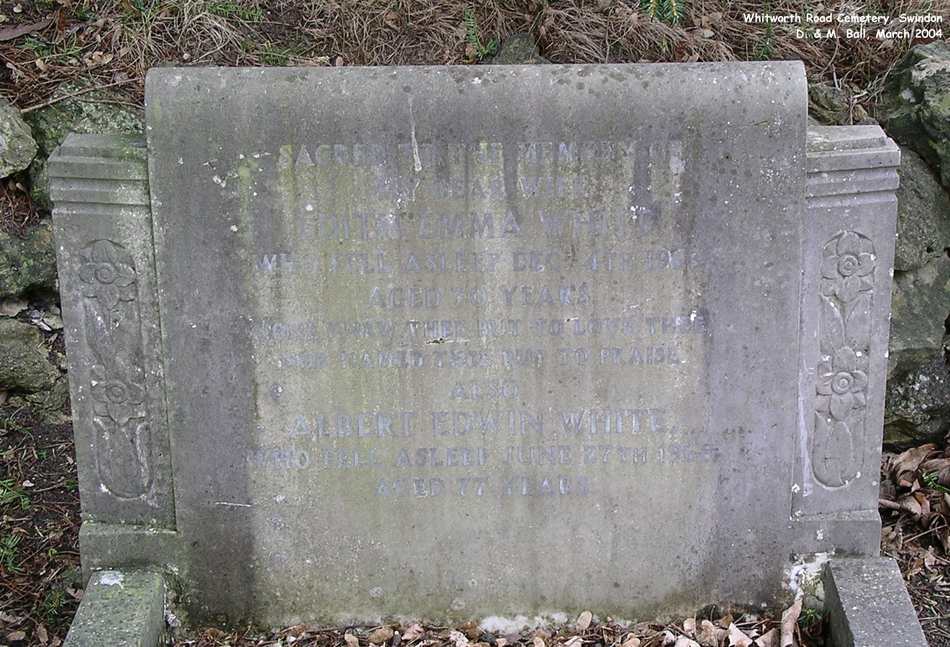 Whitworth Road Cemetery, Swindon
D. & M. Ball, March 2004
SACRED TO THE MEMORY OF
MY DEAR WIFE
EDITH EMMA WHITE
WHO FELL ASLEEP DEC. 4TH
AGED 70 YEARS
NONE KNEW THEE BUT TO LOVE THEE
NOR NAMED THEE BUT TO PRAISE.
ALSO
ALBERT EDWIN WHITE,
WHO FELL ASLEEP JUNE 27TH
AGED 77 YEARS